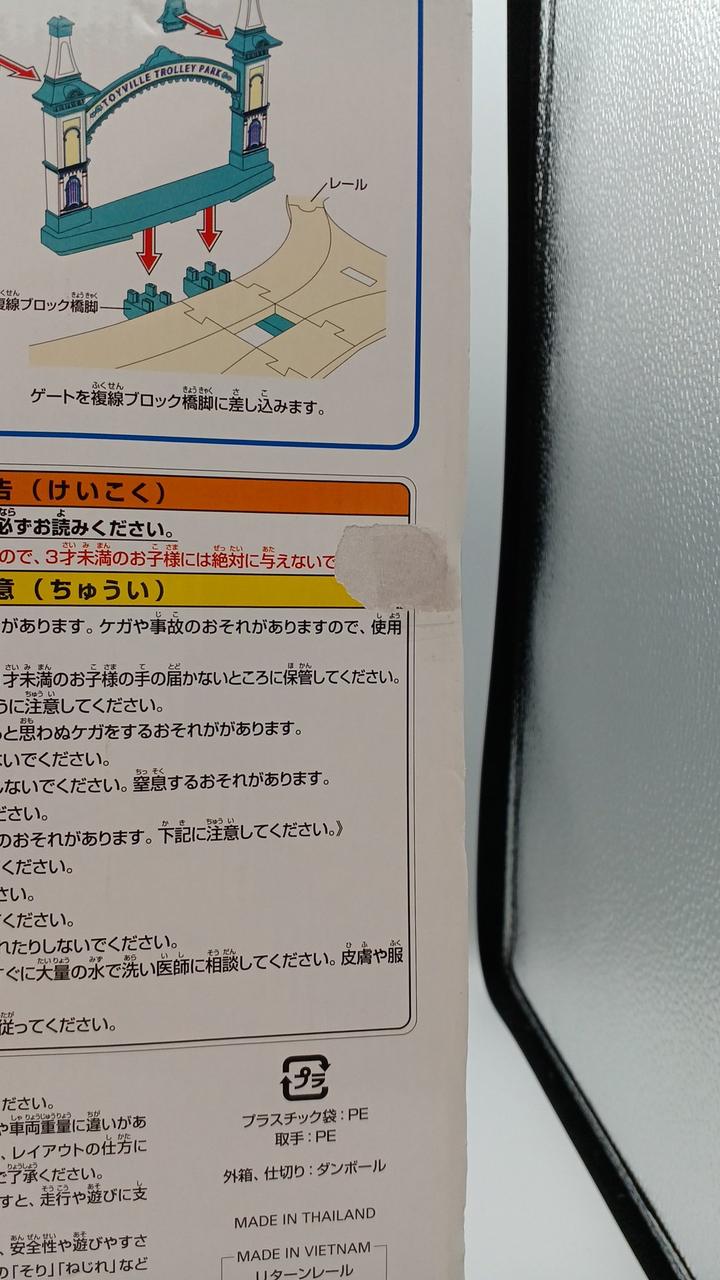 TOYVILLE TROLLEY PARK
レール
複線ブロック橋脚
ゲートを複線ブロック橋脚に差し込みます。
告（けいこく）
必ずお読みください。
ので、3才未満のお子様には絶対に与えないで
意（ちゅうい）
があります。ケガや事故のおそれがありますので、使用
才未満のお子様の手の届かないところに保管してください。
うに注意してください。
と思わぬケガをするおそれががあります。
ないでください。
しないでください。窒息するおそれがあります。
ださい。
のおそれがあります。下記に注意してください。》
ください。
さい。
ください。
れたりしないでください。
すぐに大量の水で洗い医師に相談してください。皮膚や服
従ってください。
ださい。
や車両重量に違いがあ
、レイアウトの仕方に
ご了承ください。
すと、走行や遊びに支
、安全性や遊びやすさ
の「そり」「ねじれ」など
プラ
プラスチック袋：PE
取手：PE
外箱、仕切り：ダンボール
MADE IN THAILAND
MADE IN VIETNAM
リターンレール